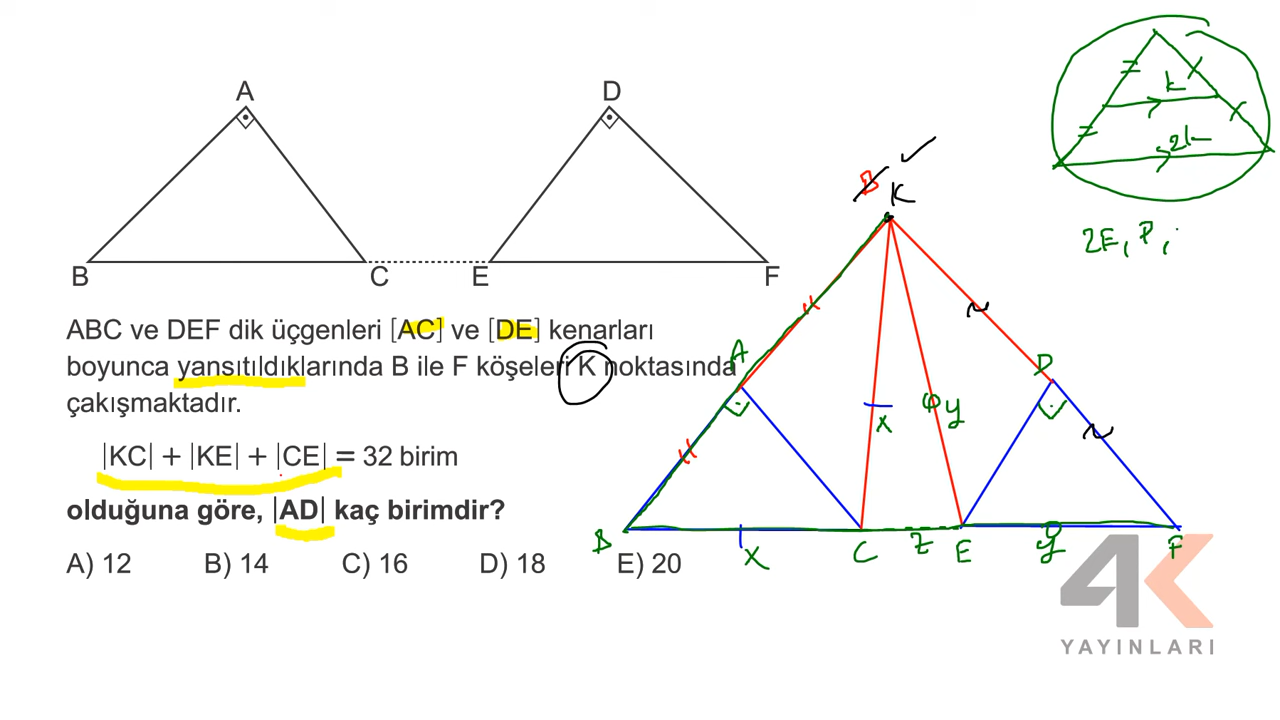 A
D
B
C
E
F
ABC ve DEF dik üçgenleri [AC] ve [DE] kenarları
boyunca yansıtıldıklarında B ile F köşeleri K noktasında
çakışmaktadır.
|KC| + |KE| + |CE| = 32 birim
olduğuna göre, |AD| kaç birimdir?
A) 12 B) 14 C) 16 D) 18 E) 20
k
2k
B K
A
D
x
y
B x C z E y F
4K
YAYINLARI